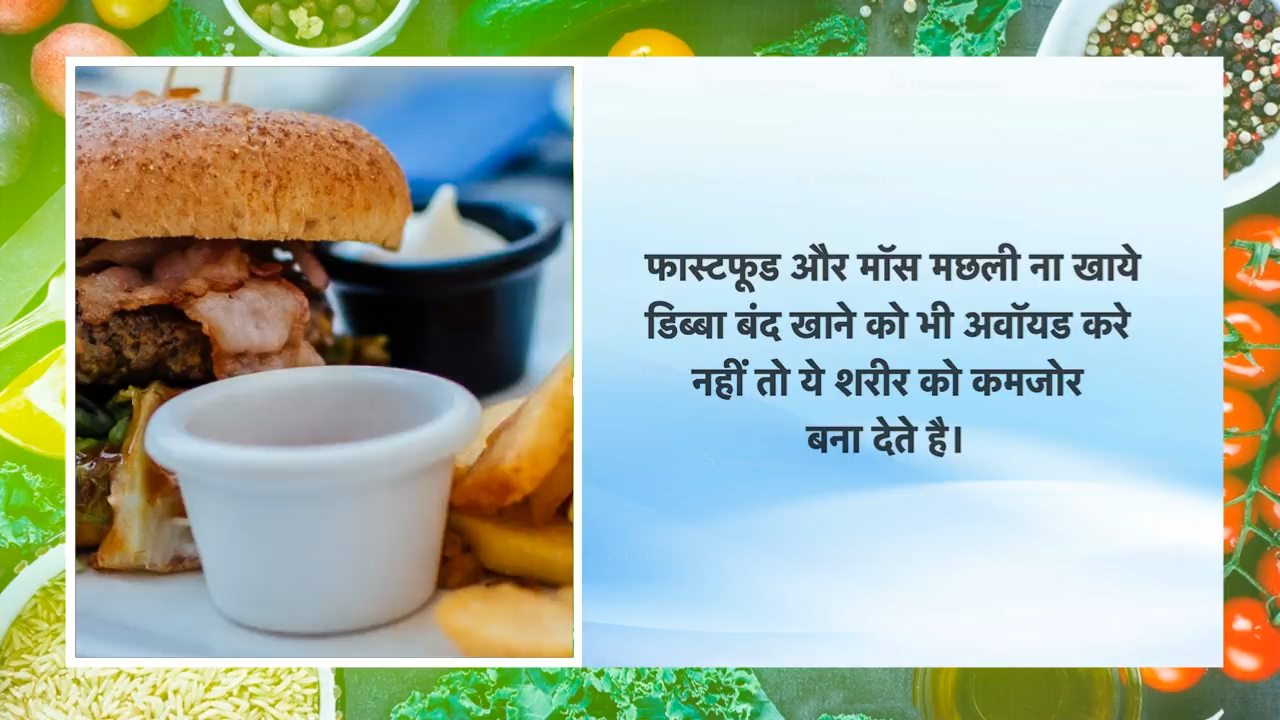 फास्टफूड और मॉस मछली ना खाये
डिब्बा बंद खाने को भी अवॉयड करे
नहीं तो ये शरीर को कमजोर
बना देते है।